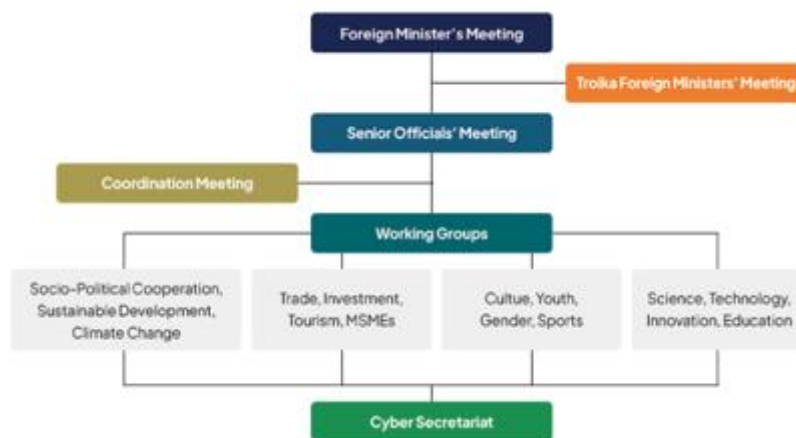 Foreign Minister's Meeting
Troika Foreign Ministers' Meeting
Senior Officials' Meeting
Coordination Meeting
Working Groups
Socio-Political Cooperation,
Sustainable Development,
Climate Change
Trade, Investment,
Tourism, MSMEs
Cultue, Youth,
Gender, Sports
Science, Technology,
Innovation, Education
Cyber Secretariat